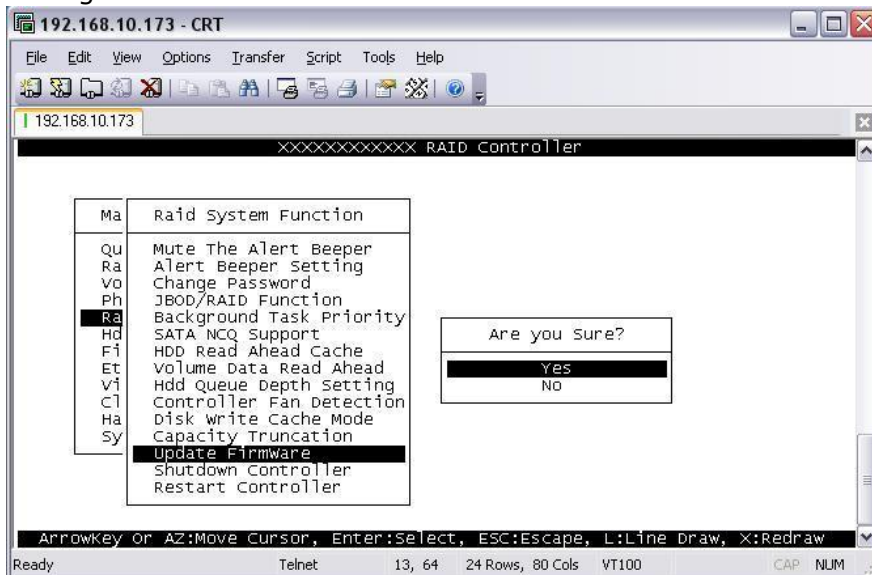 192.168.10.173 - CRT
File Edit View Options Transfer Script Tools Help
192.168.10.173
XXXXXXXXXXXX RAID Controller
Ma
Qu
Ra
Vo
Ph
Ra
Hd
Fi
Et
Vi
Cl
Ha
Sy
Raid System Function
Mute The Alert Beeper
Alert Beeper Setting
Change Password
JBOD/RAID Function
Background Task Priority
SATA NCQ Support
HDD Read Ahead Cache
Volume Data Read Ahead
Hdd Queue Depth Setting
Controller Fan Detection
Disk Write Cache Mode
Capacity Truncation
Update FirmWare
Shutdown Controller
Restart Controller
Are you Sure?
Yes
No
ArrowKey Or AZ:Move Cursor, Enter:Select, ESC:Escape, L:Line Draw, X:Redraw
Ready Telnet 13, 64 24 Rows, 80 Cols VT100 CAP NUM